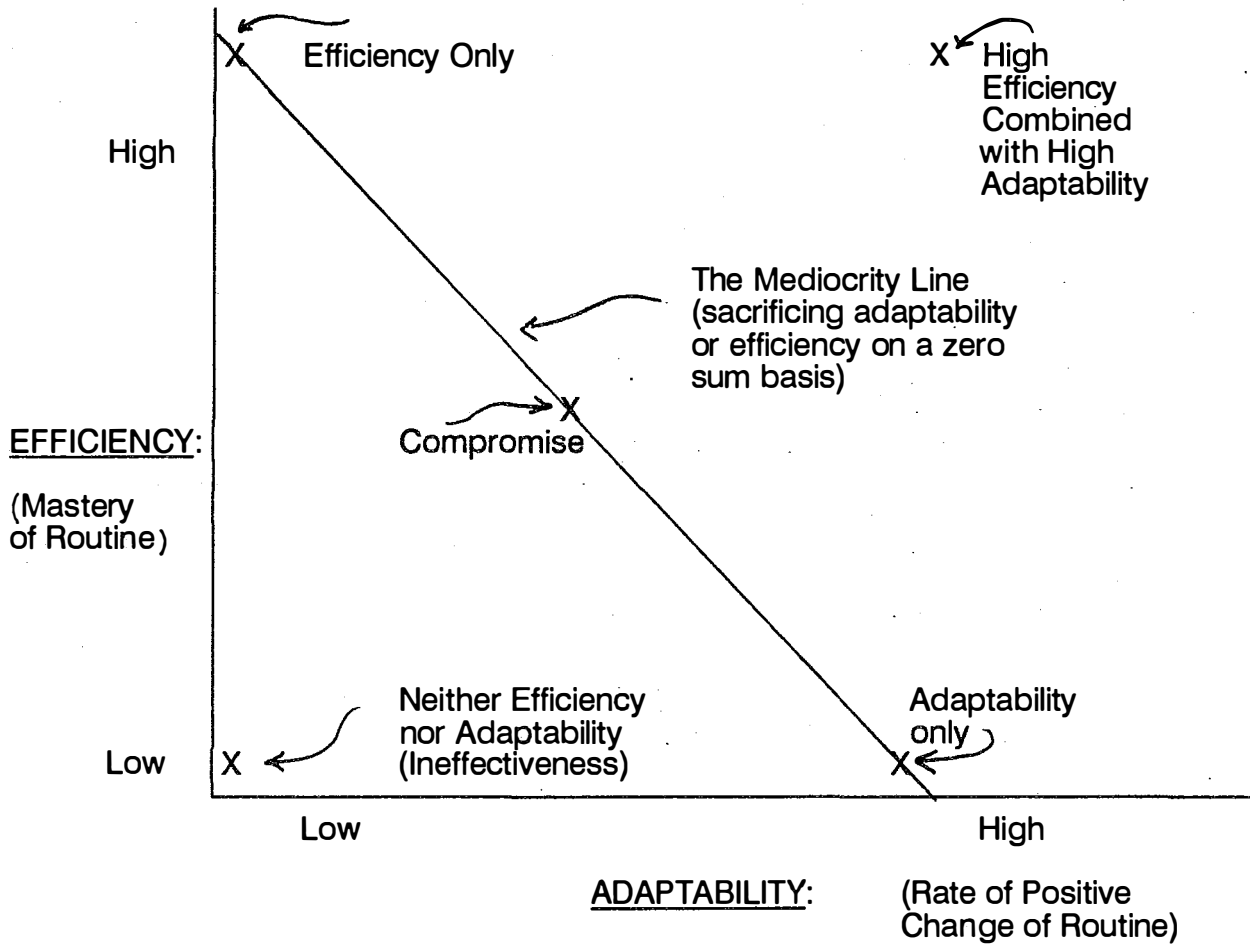 X Efficiency Only
X High
Efficiency
Combined
with High
Adaptability
High
The Mediocrity Line
(sacrificing adaptability
or efficiency on a zero
sum basis)
X
Compromise
EFFICIENCY:
(Mastery
of Routine)
Neither Efficiency
nor Adaptability
(Ineffectiveness)
Adaptability
only
Low
X
X
Low
High
ADAPTABILITY:
(Rate of Positive
Change of Routine)